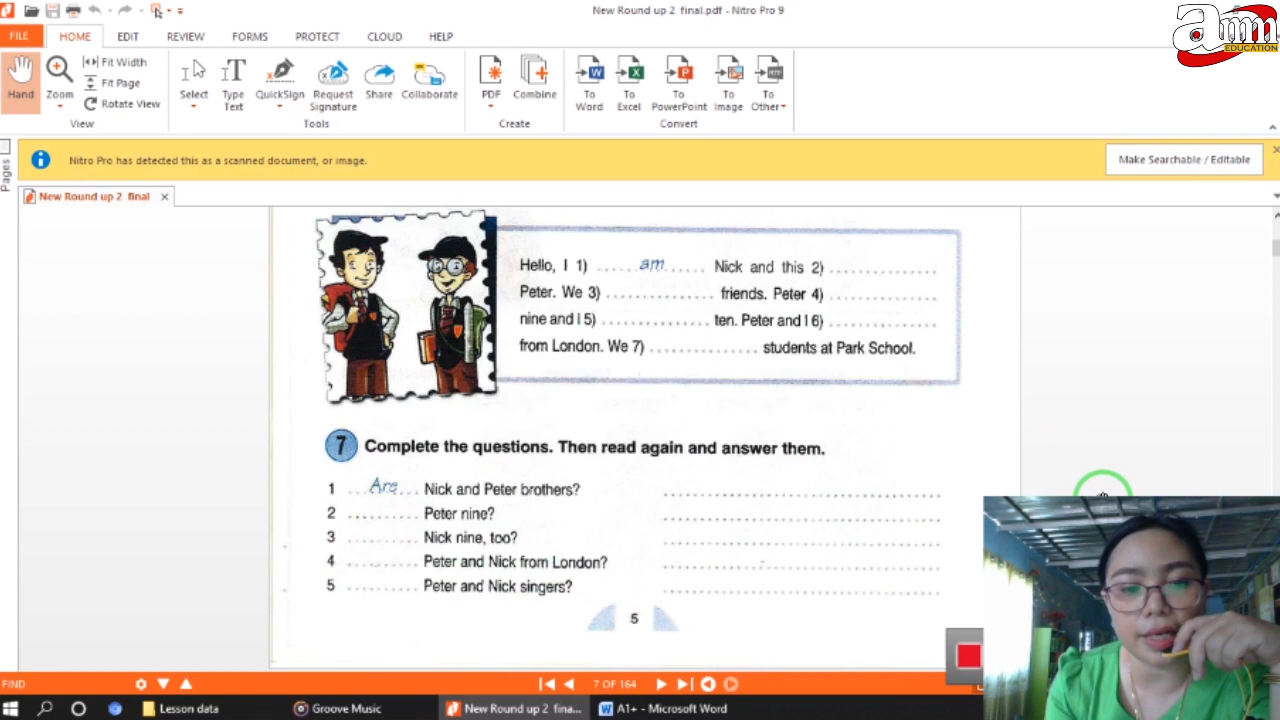 New Round up 2 final.pdf - Nitro Pro 9
amm
EDUCATION
FILE HOME EDIT REVIEW FORMS PROTECT CLOUD HELP
Hand Zoom Fit Width
Fit Page
Rotate View
Select Type Text QuickSign Request Signature Share Collaborate
PDF Combine
To Word To Excel To PowerPoint To Image To Other
View Tools Create Convert
Pages
Nitro Pro has detected this as a scanned document, or image.
Make Searchable / Editable
New Round up 2 final
Hello, I 1) ......am...... Nick and this 2) ..................
Peter. We 3) .................. friends. Peter 4) ..................
nine and I 5) .................. ten. Peter and I 6) ..................
from London. We 7) .................. students at Park School.
7 Complete the questions. Then read again and answer them.
1 ...Are... Nick and Peter brothers? ..............................
2 ............ Peter nine? ..............................
3 ............ Nick nine, too? ..............................
4 ............ Peter and Nick from London? ..............................
5 ............ Peter and Nick singers? ..............................
5
FIND
7 OF 164
Lesson data
Groove Music
New Round up 2 fina...
A1+ - Microsoft Word